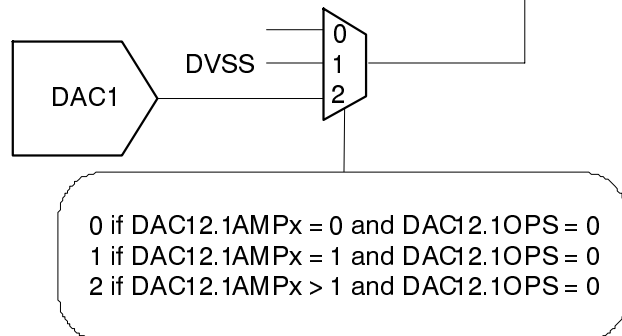 0
DVSS 1
DAC1 2
0 if DAC12.1AMPx = 0 and DAC12.1OPS = 0
1 if DAC12.1AMPx = 1 and DAC12.1OPS = 0
2 if DAC12.1AMPx > 1 and DAC12.1OPS = 0